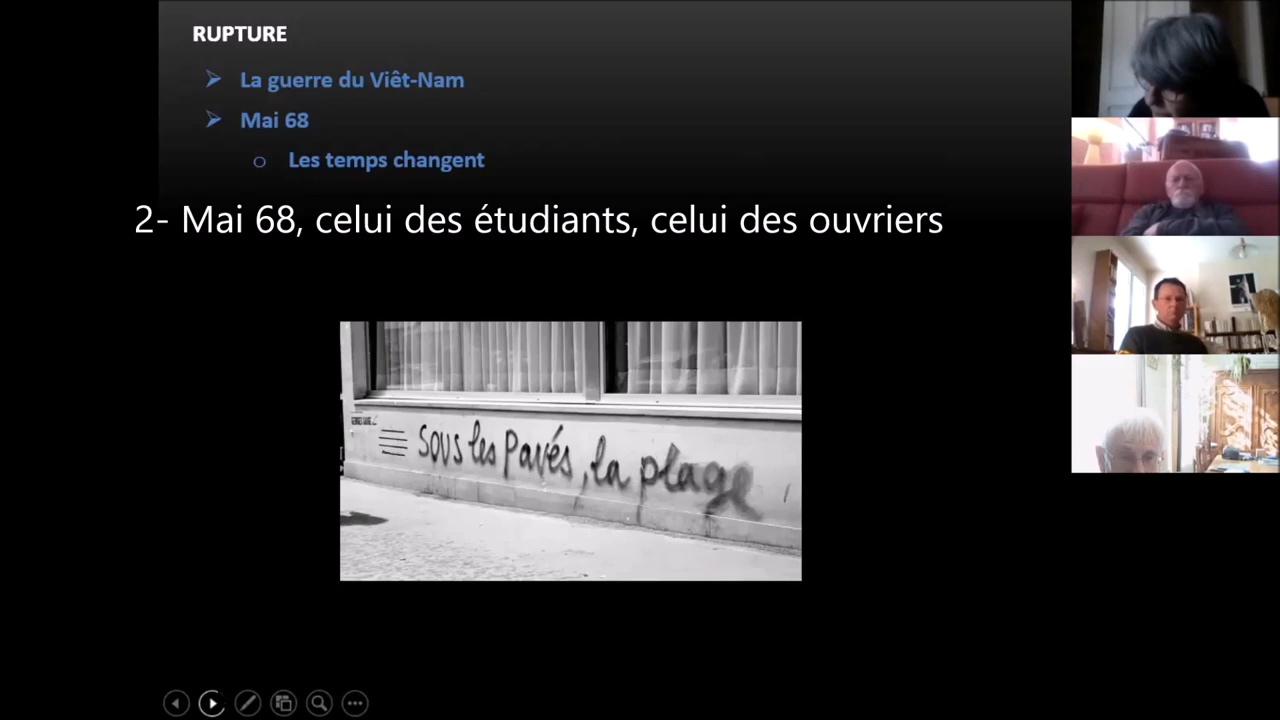 RUPTURE
La guerre du Viêt-Nam
Mai 68
Les temps changent
2- Mai 68, celui des étudiants, celui des ouvriers
SOUS les Pavés, la plage